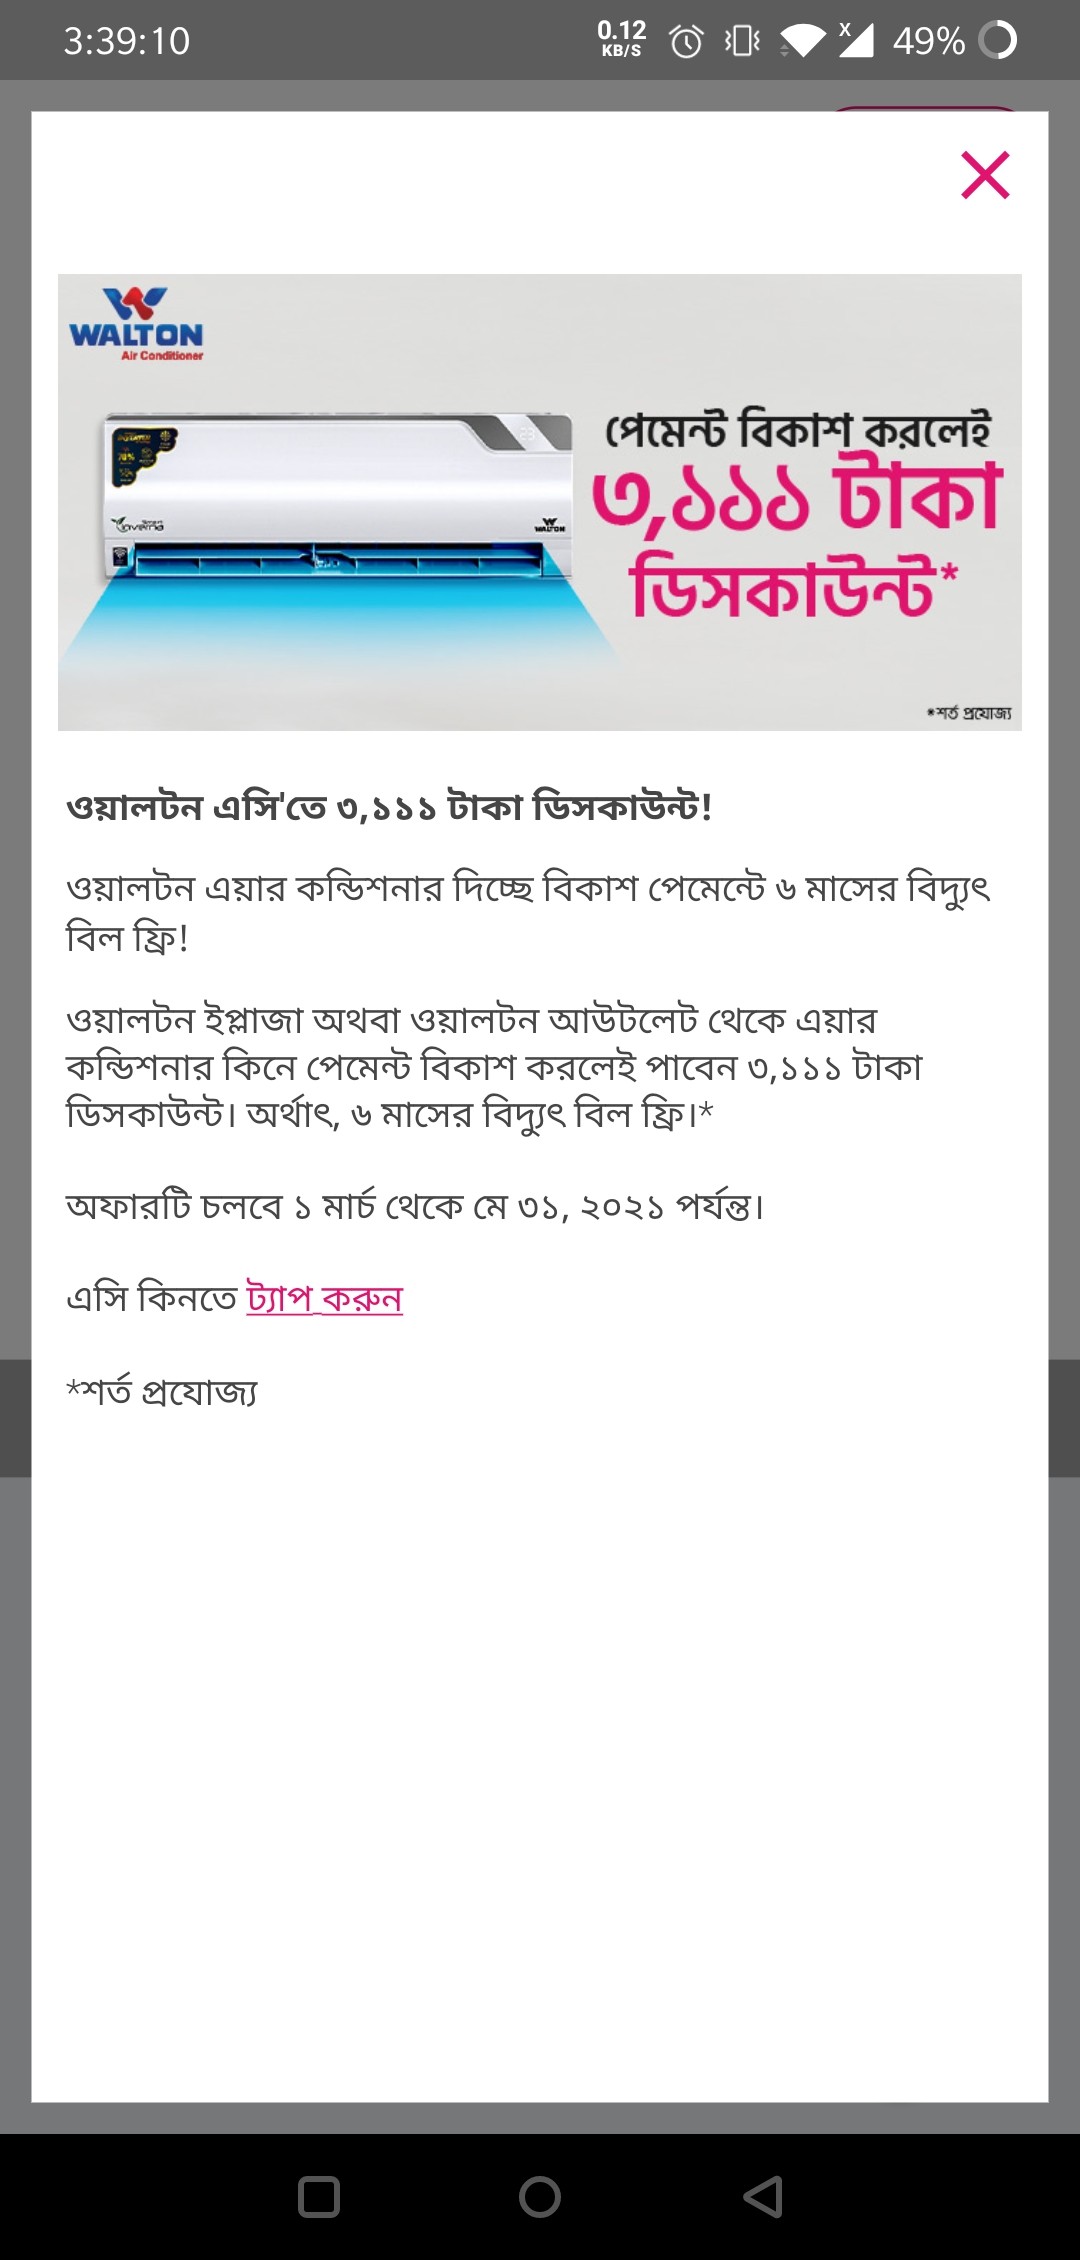 3:39:10
0.12
KB/S
x
49%
WALTON
Air Conditioner
পেমেন্ট বিকাশ করলেই
৩,১১১ টাকা
ডিসকাউন্ট*
WALTON
*শর্ত প্রযোজ্য
ওয়ালটন এসি'তে ৩,১১১ টাকা ডিসকাউন্ট!
ওয়ালটন এয়ার কন্ডিশনার দিচ্ছে বিকাশ পেমেন্টে ৬ মাসের বিদ্যুৎ
বিল ফ্রি!
ওয়ালটন ইপ্লাজা অথবা ওয়ালটন আউটলেট থেকে এয়ার
কন্ডিশনার কিনে পেমেন্ট বিকাশ করলেই পাবেন ৩,১১১ টাকা
ডিসকাউন্ট। অর্থাৎ, ৬ মাসের বিদ্যুৎ বিল ফ্রি।*
অফারটি চলবে ১ মার্চ থেকে মে ৩১, ২০২১ পর্যন্ত।
এসি কিনতে ট্যাপ করুন
*শর্ত প্রযোজ্য